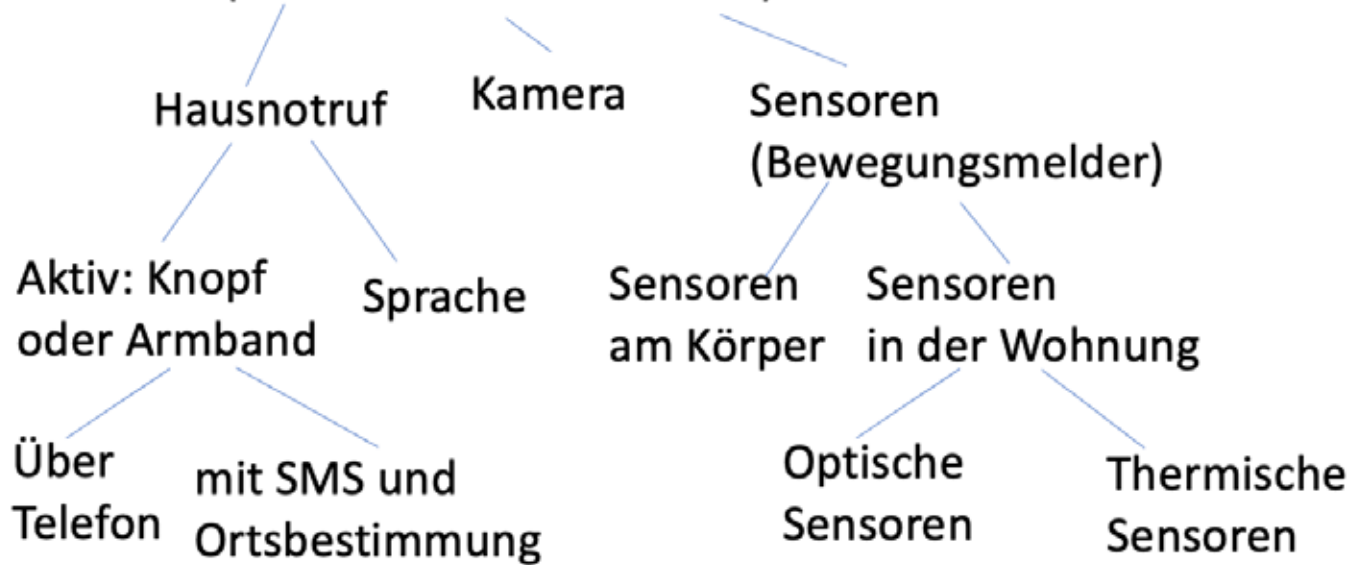 Hausnotruf
Kamera
Sensoren
(Bewegungsmelder)
Aktiv: Knopf
oder Armband
Sprache
Sensoren
am Körper
Sensoren
in der Wohnung
Über
Telefon
mit SMS und
Ortsbestimmung
Optische
Sensoren
Thermische
Sensoren